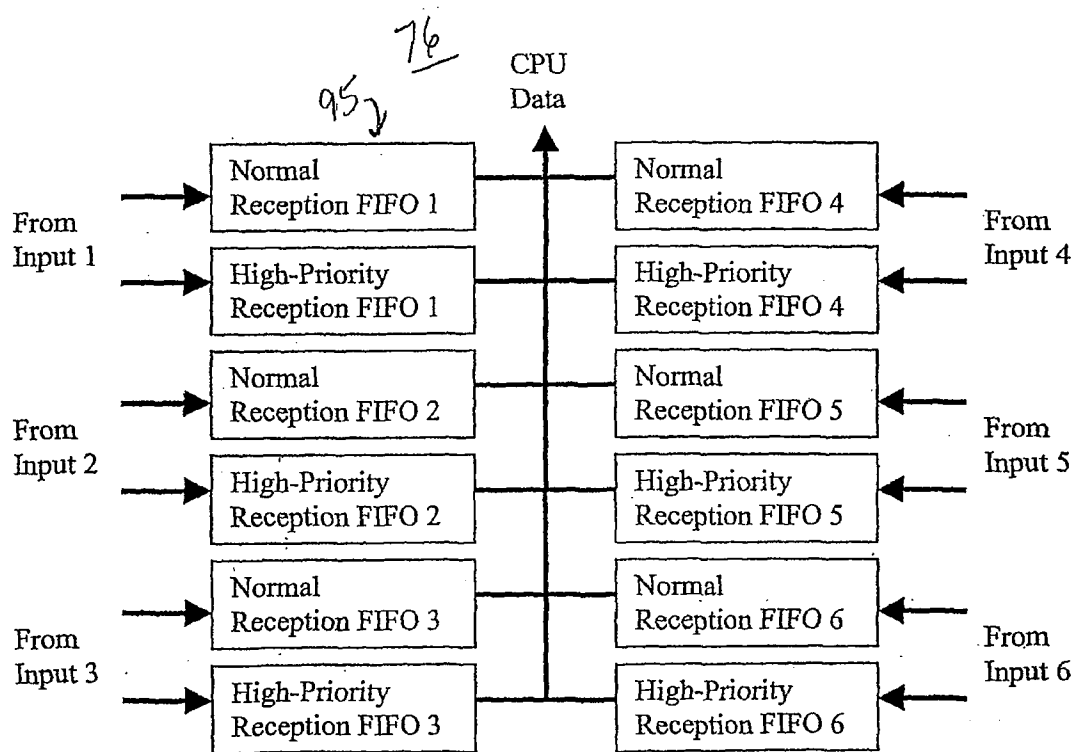 76
95
CPU
Data
Normal
Reception FIFO 1
Normal
Reception FIFO 4
From
Input 1
From
Input 4
High-Priority
Reception FIFO 1
High-Priority
Reception FIFO 4
Normal
Reception FIFO 2
Normal
Reception FIFO 5
From
Input 2
From
Input 5
High-Priority
Reception FIFO 2
High-Priority
Reception FIFO 5
Normal
Reception FIFO 3
Normal
Reception FIFO 6
From
Input 3
From
Input 6
High-Priority
Reception FIFO 3
High-Priority
Reception FIFO 6